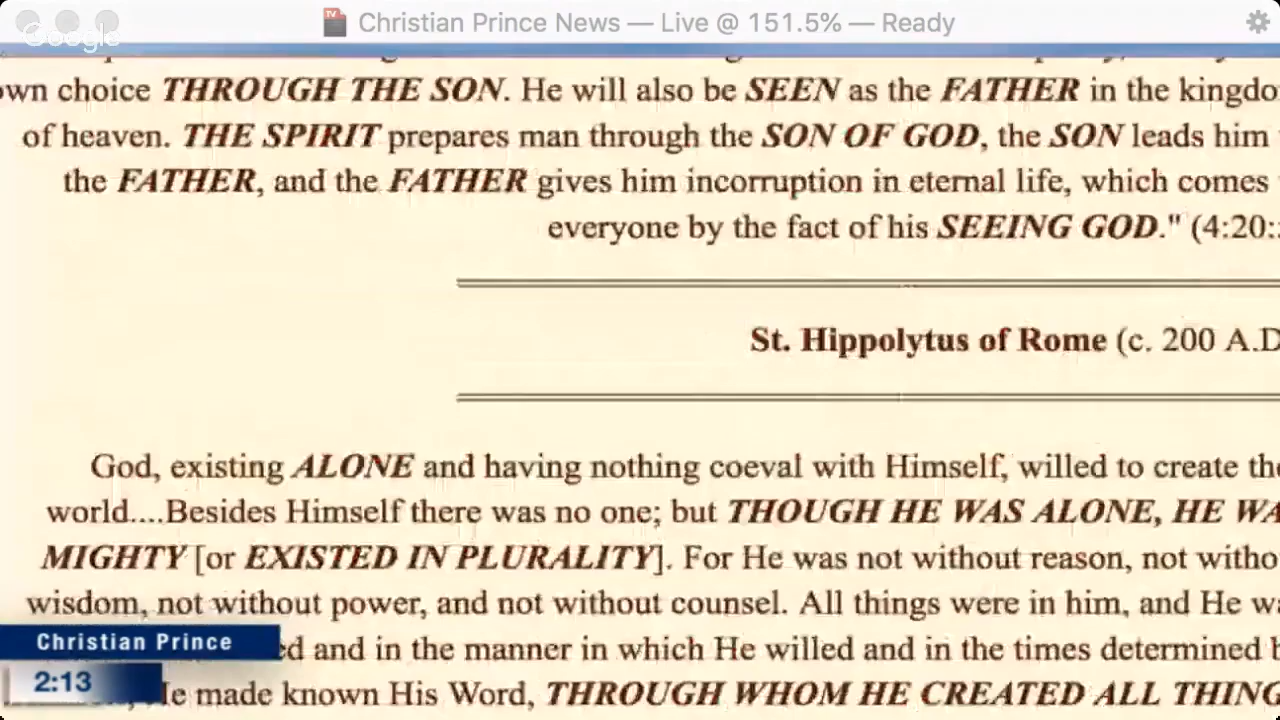 Christian Prince News — Live @ 151.5% — Ready
Google
own choice THROUGH THE SON. He will also be SEEN as the FATHER in the kingdo
of heaven. THE SPIRIT prepares man through the SON OF GOD, the SON leads him
the FATHER, and the FATHER gives him incorruption in eternal life, which comes
everyone by the fact of his SEEING GOD." (4:20:
St. Hippolytus of Rome (c. 200 A.D
God, existing ALONE and having nothing coeval with Himself, willed to create the
world....Besides Himself there was no one; but THOUGH HE WAS ALONE, HE WA
MIGHTY [or EXISTED IN PLURALITY]. For He was not without reason, not witho
wisdom, not without power, and not without counsel. All things were in him, and He wa
Christian Prince
ed and in the manner in which He willed and in the times determined b
2:13
He made known His Word, THROUGH WHOM HE CREATED ALL THING